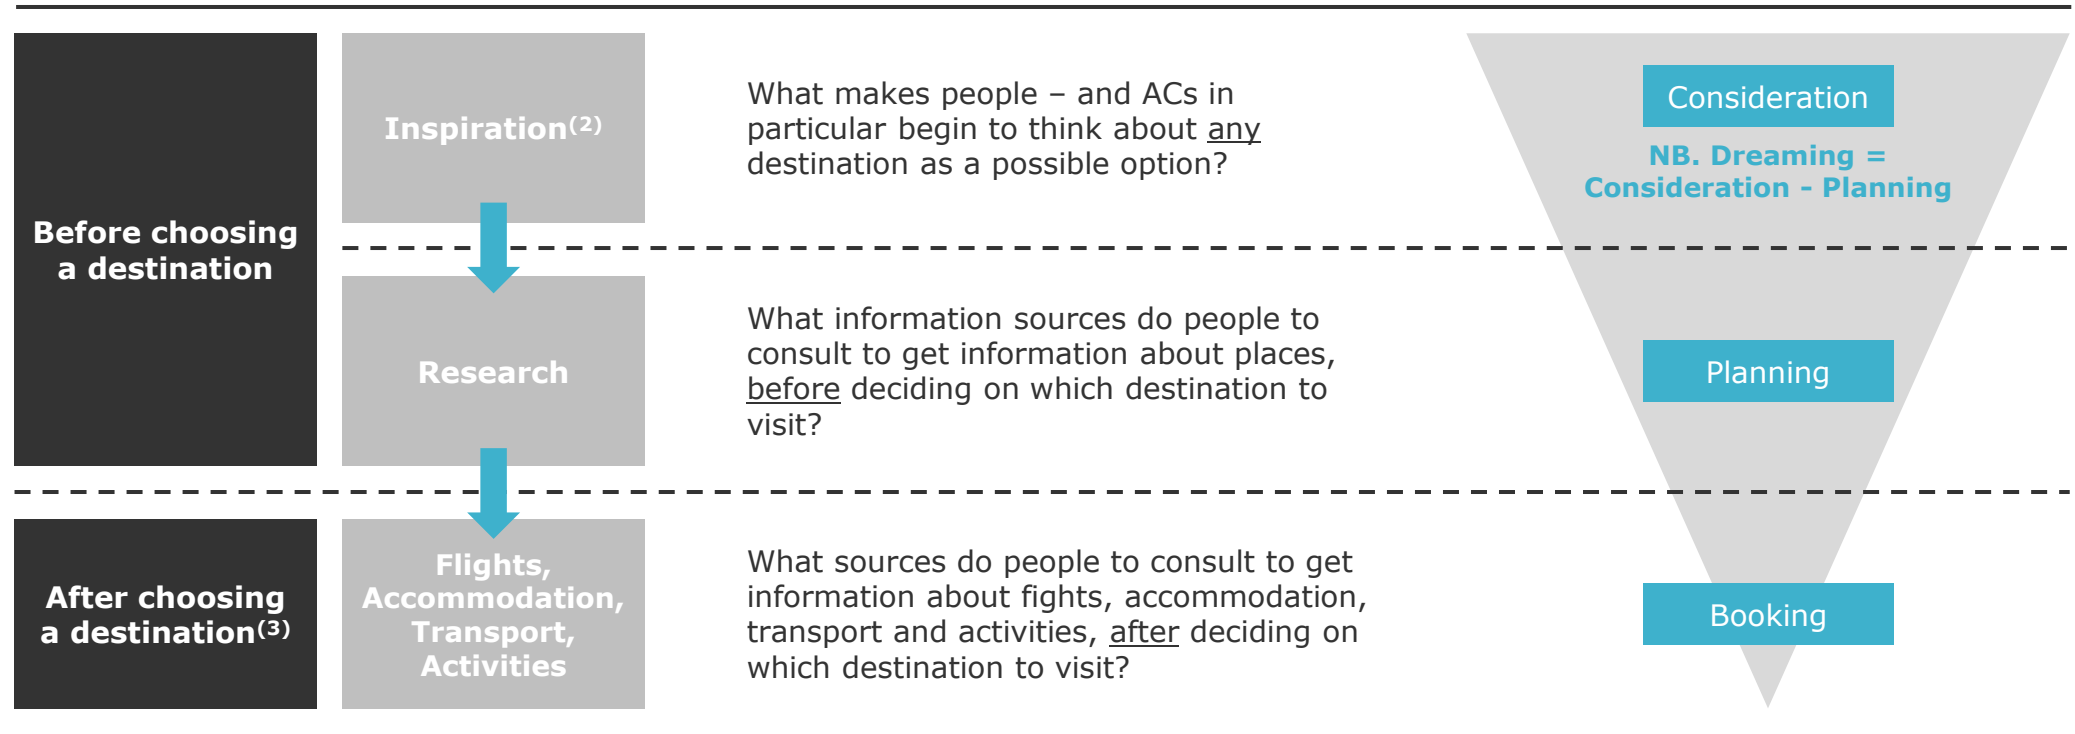 Before choosing
a destination
Inspiration(2)
What makes people – and ACs in
particular begin to think about any
destination as a possible option?
Consideration
NB. Dreaming =
Consideration – Planning
Research
What information sources do people to
consult to get information about places,
before deciding on which destination to
visit?
Planning
After choosing
a destination(3)
Flights,
Accommodation,
Transport,
Activities
What sources do people to consult to get
information about fights, accommodation,
transport and activities, after deciding on
which destination to visit?
Booking